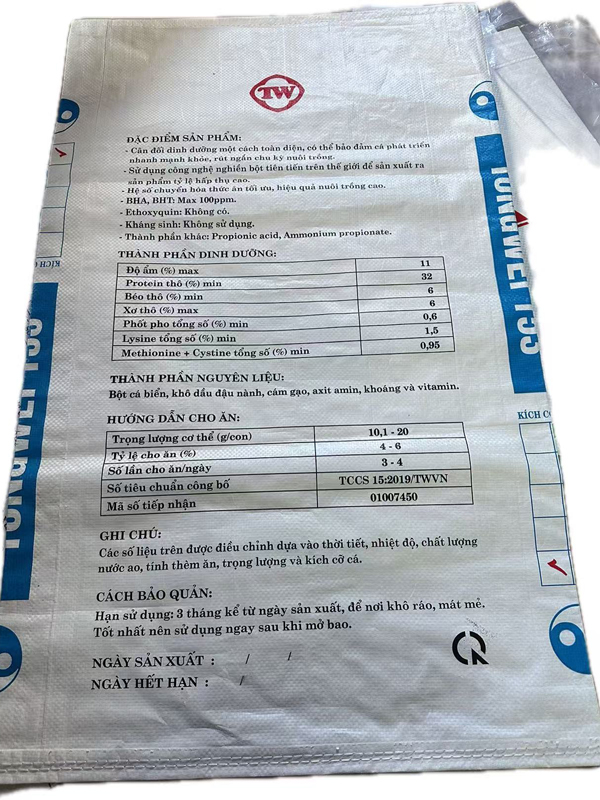 TW
ĐẶC ĐIỂM SẢN PHẨM:
- Cân đối dinh dưỡng một cách toàn diện, có thể bảo đảm cá phát triển
nhanh mạnh khỏe, rút ngắn chu kỳ nuôi trồng.
- Sử dụng công nghệ nghiền bột tiên tiến trên thế giới để sản xuất ra
sản phẩm tỷ lệ hấp thụ cao.
- Hệ số chuyển hóa thức ăn tối ưu, hiệu quả nuôi trồng cao.
- BHA, BHT: Max 100ppm.
- Ethoxyquin: Không có.
- Kháng sinh: Không sử dụng.
- Thành phần khác: Propionic acid, Ammonium propionate.
THÀNH PHẦN DINH DƯỠNG:
Độ ẩm (%) max 11
Protein thô (%) min 32
Béo thô (%) min 6
Xơ thô (%) max 6
Phốt pho tổng số (%) min 0,6
Lysine tổng số (%) min 1,5
Methionine + Cystine tổng số (%) min 0,95
THÀNH PHẦN NGUYÊN LIỆU:
Bột cá biển, khô dầu đậu nành, cám gạo, axit amin, khoáng và vitamin.
HƯỚNG DẪN CHO ĂN:
Trọng lượng cơ thể (g/con) 10,1 - 20
Tỷ lệ cho ăn (%) 4 - 6
Số lần cho ăn/ngày 3 - 4
Số tiêu chuẩn công bố TCCS 15:2019/TWVN
Mã số tiếp nhận 01007450
GHI CHÚ:
Các số liệu trên được điều chỉnh dựa vào thời tiết, nhiệt độ, chất lượng
nước ao, tính thèm ăn, trọng lượng và kích cỡ cá.
CÁCH BẢO QUẢN:
Hạn sử dụng: 3 tháng kể từ ngày sản xuất, để nơi khô ráo, mát mẻ.
Tốt nhất nên sử dụng ngay sau khi mở bao.
NGÀY SẢN XUẤT : / /
NGÀY HẾT HẠN : /
TONGWEI
KÍCH
TONGWEI
KÍCH C